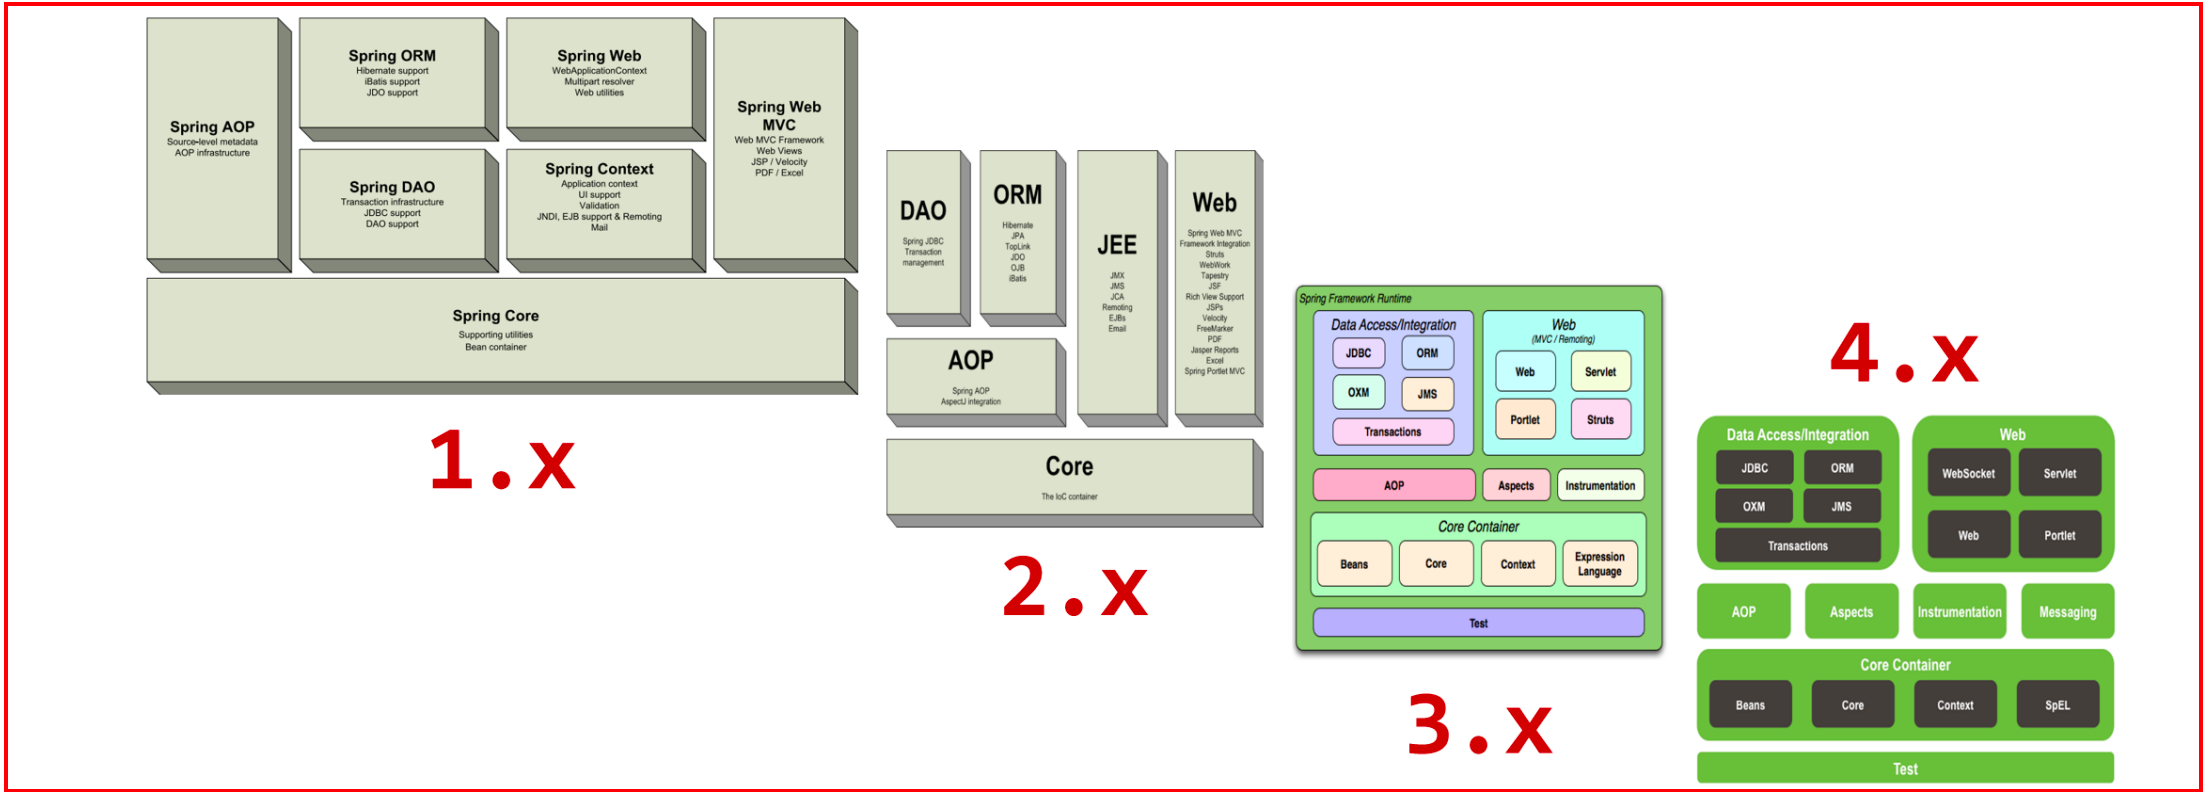 Spring AOP
Source-level metadata
AOP infrastructure
Spring ORM
Hibernate support
iBatis support
JDO support
Spring Web
WebApplicationContext
Multipart resolver
Web utilities
Spring DAO
Transaction infrastructure
JDBC support
DAO support
Spring Context
Application context
UI support
Validation
JNDI, EJB support & Remoting
Mail
Spring Web
MVC
Web MVC Framework
Web Views
JSP / Velocity
PDF / Excel
Spring Core
Supporting utilities
Bean container
1.x
DAO
Spring JDBC
Transaction
management
ORM
Hibernate
JPA
TopLink
JDO
OJB
iBatis
AOP
Spring AOP
AspectJ integration
JEE
JMX
JMS
JCA
Remoting
EJBs
Email
Web
Spring Web MVC
Framework Integration
Struts
WebWork
Tapestry
JSF
Rich View Support
JSPs
Velocity
FreeMarker
PDF
Jasper Reports
Excel
Spring Portlet MVC
Core
The IoC container
2.x
Spring Framework Runtime
Data Access/Integration
JDBC
ORM
OXM
JMS
Transactions
Web
(MVC / Remoting)
Web
Servlet
Portlet
Struts
AOP
Aspects
Instrumentation
Core Container
Beans
Core
Context
Expression
Language
Test
3.x
4.x
Data Access/Integration
JDBC
ORM
OXM
JMS
Transactions
Web
WebSocket
Servlet
Web
Portlet
AOP
Aspects
Instrumentation
Messaging
Core Container
Beans
Core
Context
SpEL
Test